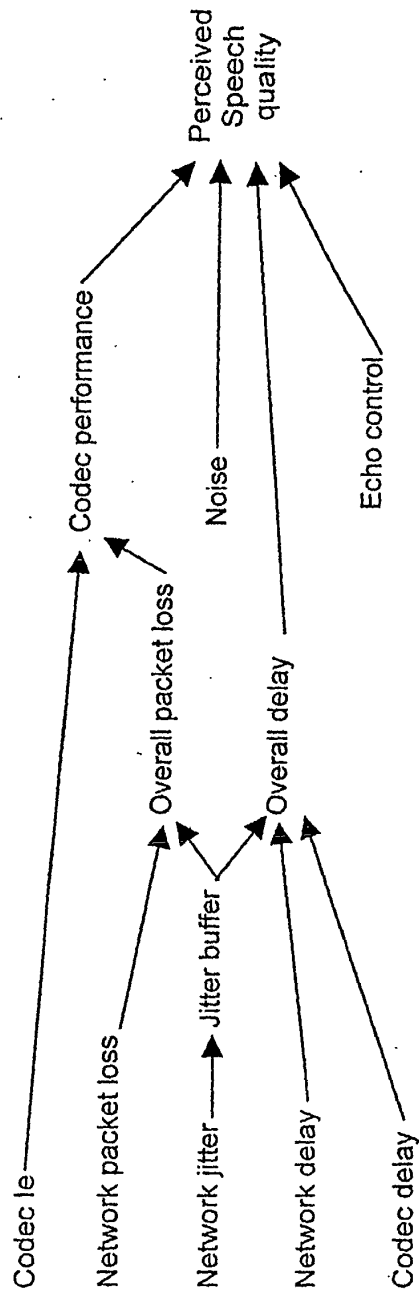 Codec Ie
Network packet loss
Network jitter
Network delay
Codec delay
Jitter buffer
Overall packet loss
Overall delay
Codec performance
Noise
Echo control
Perceived
Speech
quality